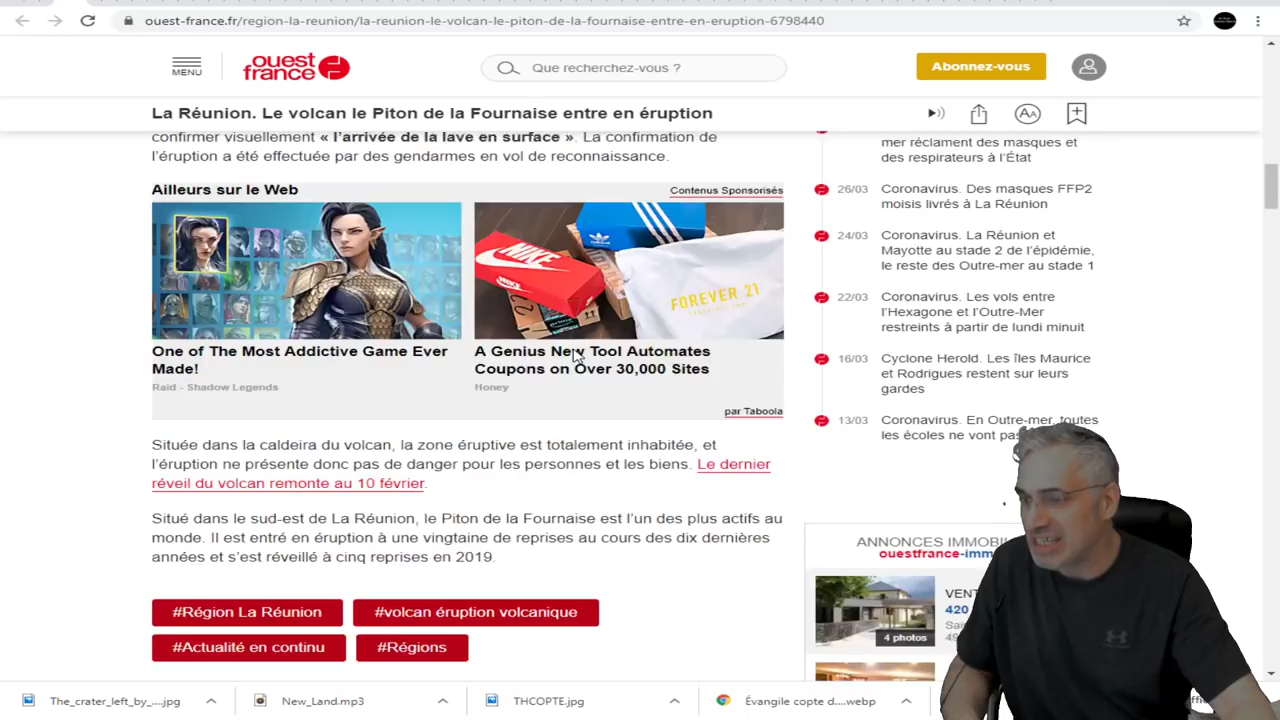 ouest-france.fr/region-la-reunion/la-reunion-le-volcan-le-piton-de-la-fournaise-entre-en-eruption-6798440
MENU
ouest
france
Que recherchez-vous ?
Abonnez-vous
La Réunion. Le volcan le Piton de la Fournaise entre en éruption
confirmer visuellement « l'arrivée de la lave en surface ». La confirmation de
l'éruption a été effectuée par des gendarmes en vol de reconnaissance.
Ailleurs sur le Web
Contenus Sponsorisés
NIKE
adidas
FOREVER 21
One of The Most Addictive Game Ever
Made!
Raid - Shadow Legends
A Genius New Tool Automates
Coupons on Over 30,000 Sites
Honey
par Taboola
Située dans la caldeira du volcan, la zone éruptive est totalement inhabitée, et
l'éruption ne présente donc pas de danger pour les personnes et les biens. Le dernier
réveil du volcan remonte au 10 février.
Situé dans le sud-est de La Réunion, le Piton de la Fournaise est l'un des plus actifs au
monde. Il est entré en éruption à une vingtaine de reprises au cours des dix dernières
années et s'est réveillé à cinq reprises en 2019.
#Région La Réunion
#volcan éruption volcanique
#Actualité en continu
#Régions
mer réclament des masques et
des respirateurs à l'État
26/03 Coronavirus. Des masques FFP2
moisis livrés à La Réunion
24/03 Coronavirus. La Réunion et
Mayotte au stade 2 de l'épidémie,
le reste des Outre-mer au stade 1
22/03 Coronavirus. Les vols entre
l'Hexagone et l'Outre-Mer
restreints à partir de lundi minuit
16/03 Cyclone Herold. Les îles Maurice
et Rodrigues restent sur leurs
gardes
13/03 Coronavirus. En Outre-mer, toutes
les écoles ne vont pas
ANNONCES
ouestfrance-imm
4 photos
VENT
420
The_crater_left_by_....jpg
New_Land.mp3
THCOPTE.jpg
Évangile copte d....webp